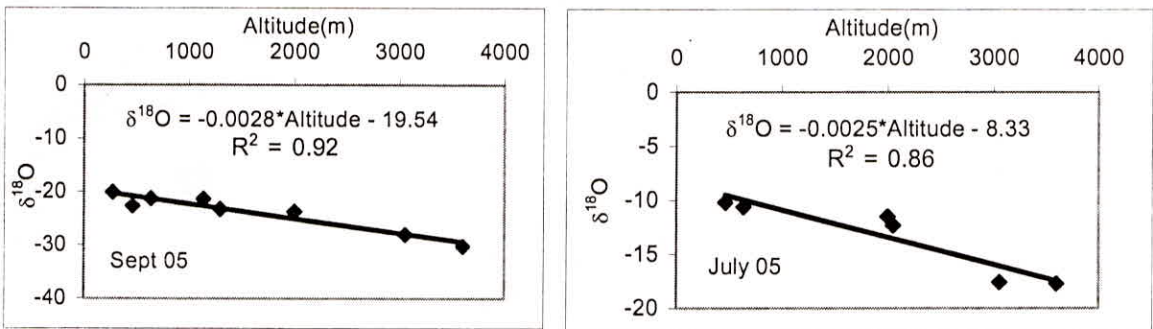 Altitude(m)
0 1000 2000 3000 4000
0
-10
-20
-30
-40
δ¹⁸O
δ¹⁸O = -0.0028*Altitude - 19.54
R² = 0.92
Sept 05
Altitude(m)
0 1000 2000 3000 4000
0
-5
-10
-15
-20
δ¹⁸O
δ¹⁸O = -0.0025*Altitude - 8.33
R² = 0.86
July 05